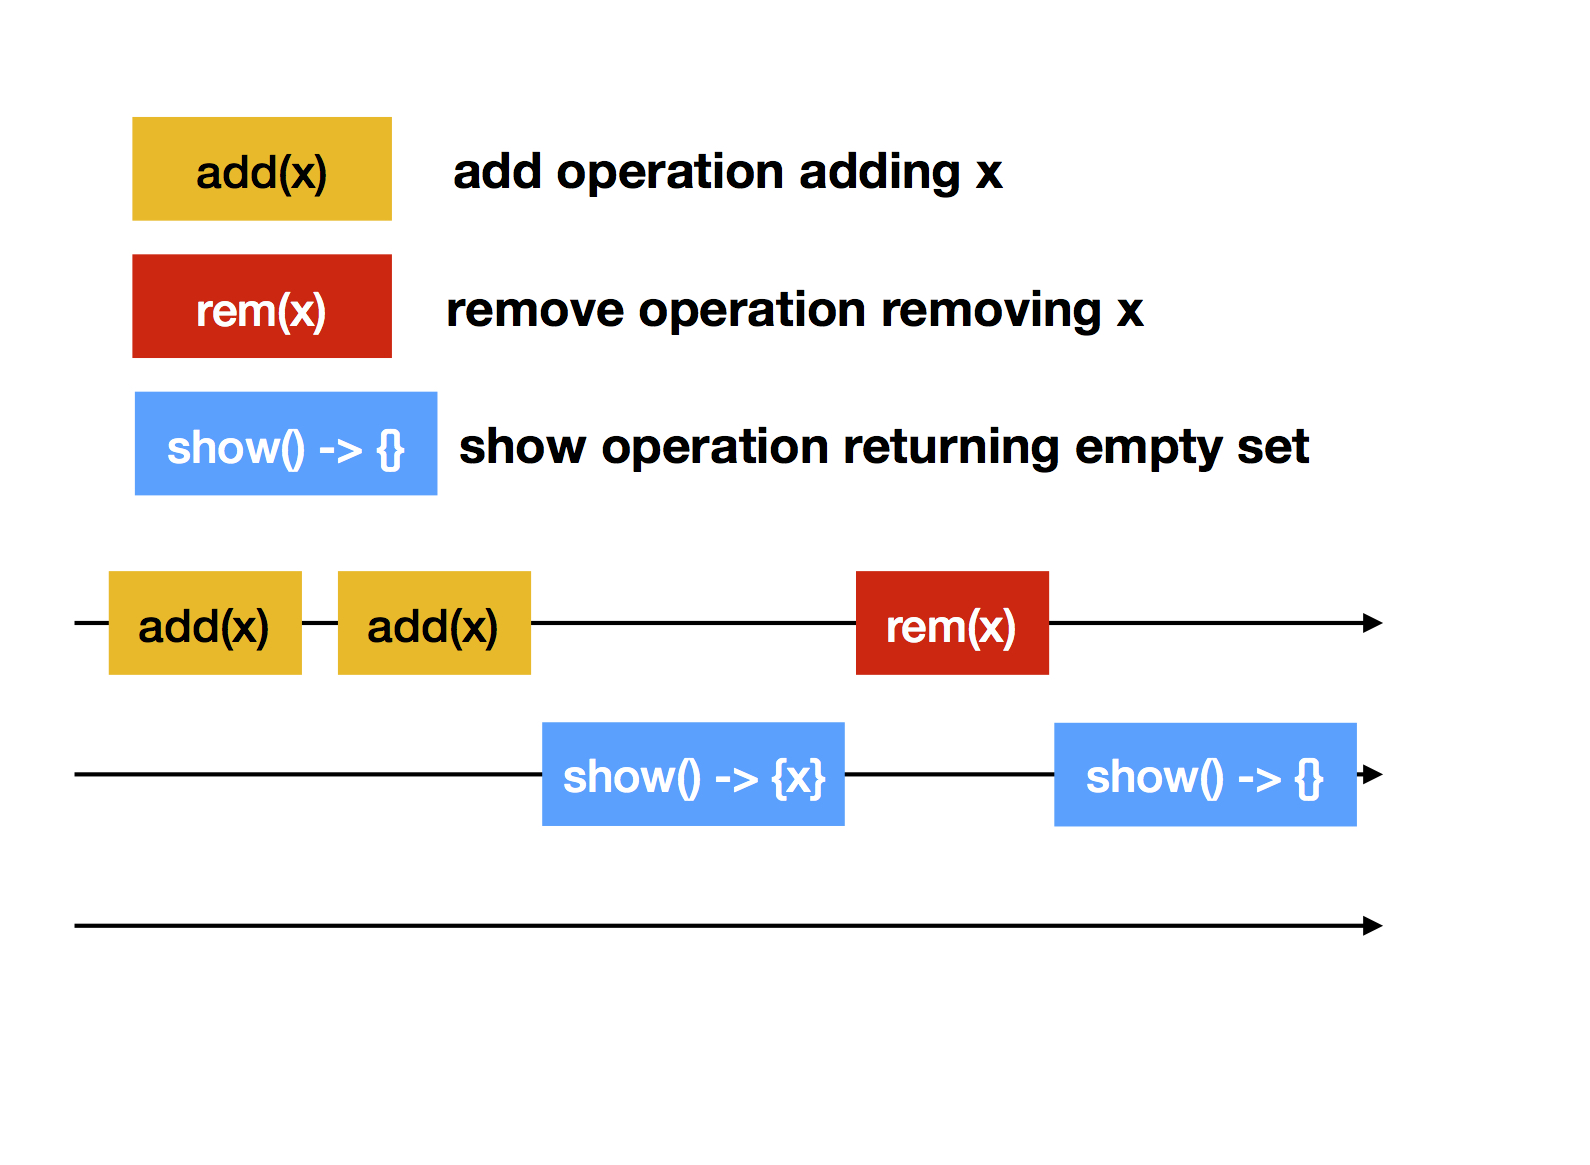 add(x) add operation adding x
rem(x) remove operation removing x
show() -> {} show operation returning empty set
add(x) add(x) rem(x)
show() -> {x} show() -> {}